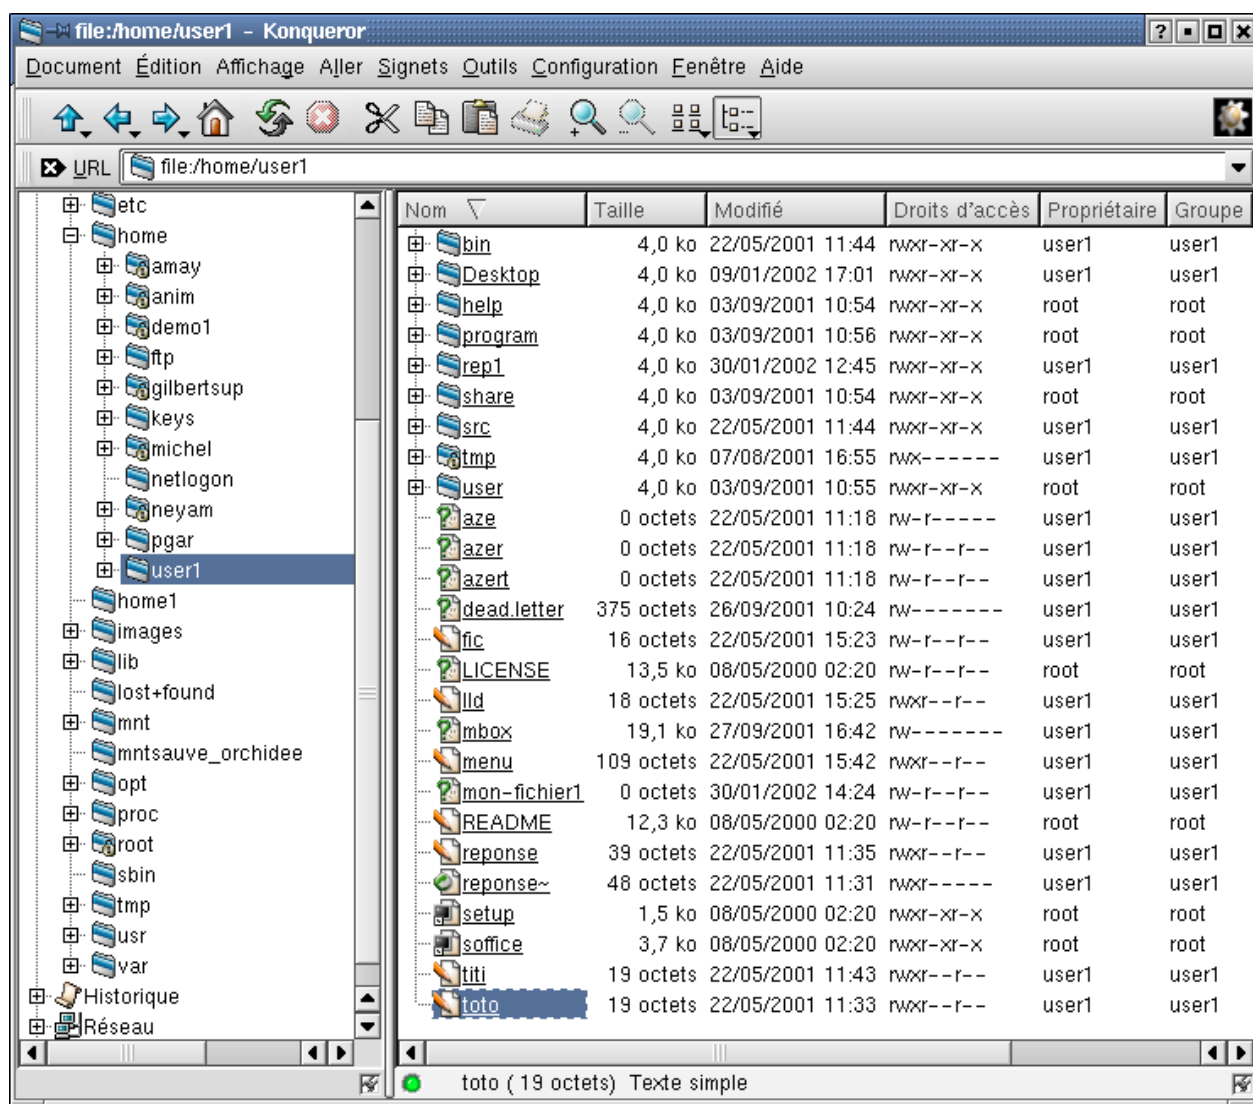 file:/home/user1 - Konqueror
Document Édition Affichage Aller Signets Outils Configuration Fenêtre Aide
URL file:/home/user1
etc
home
amay
anim
demo1
ftp
gilbertsup
keys
michel
netlogon
neyam
pgar
user1
home1
images
lib
lost+found
mnt
mntsauve_orchidee
opt
proc
root
sbin
tmp
usr
var
Historique
Réseau
Nom Taille Modifié Droits d'accès Propriétaire Groupe
bin 4,0 ko 22/05/2001 11:44 rwxr-xr-x user1 user1
Desktop 4,0 ko 09/01/2002 17:01 rwxr-xr-x user1 user1
help 4,0 ko 03/09/2001 10:54 rwxr-xr-x root root
program 4,0 ko 03/09/2001 10:56 rwxr-xr-x root root
rep1 4,0 ko 30/01/2002 12:45 rwxr-xr-x user1 user1
share 4,0 ko 03/09/2001 10:54 rwxr-xr-x root root
src 4,0 ko 22/05/2001 11:44 rwxr-xr-x user1 user1
tmp 4,0 ko 07/08/2001 16:55 rwx------ user1 user1
user 4,0 ko 03/09/2001 10:55 rwxr-xr-x root root
aze 0 octets 22/05/2001 11:18 rw-r----- user1 user1
azer 0 octets 22/05/2001 11:18 rw-r--r-- user1 user1
azert 0 octets 22/05/2001 11:18 rw-r--r-- user1 user1
dead.letter 375 octets 26/09/2001 10:24 rw------- user1 user1
fic 16 octets 22/05/2001 15:23 rw-r--r-- user1 user1
LICENSE 13,5 ko 08/05/2000 02:20 rw-r--r-- root root
lld 18 octets 22/05/2001 15:25 rwxr--r-- user1 user1
mbox 19,1 ko 27/09/2001 16:42 rw------- user1 user1
menu 109 octets 22/05/2001 15:42 rwxr--r-- user1 user1
mon-fichier1 0 octets 30/01/2002 14:24 rw-r--r-- user1 user1
README 12,3 ko 08/05/2000 02:20 rw-r--r-- root root
reponse 39 octets 22/05/2001 11:35 rwxr--r-- user1 user1
reponse~ 48 octets 22/05/2001 11:31 rwxr----- user1 user1
setup 1,5 ko 08/05/2000 02:20 rwxr-xr-x root root
soffice 3,7 ko 08/05/2000 02:20 rwxr-xr-x root root
titi 19 octets 22/05/2001 11:43 rwxr--r-- user1 user1
toto 19 octets 22/05/2001 11:33 rwxr--r-- user1 user1
toto ( 19 octets) Texte simple